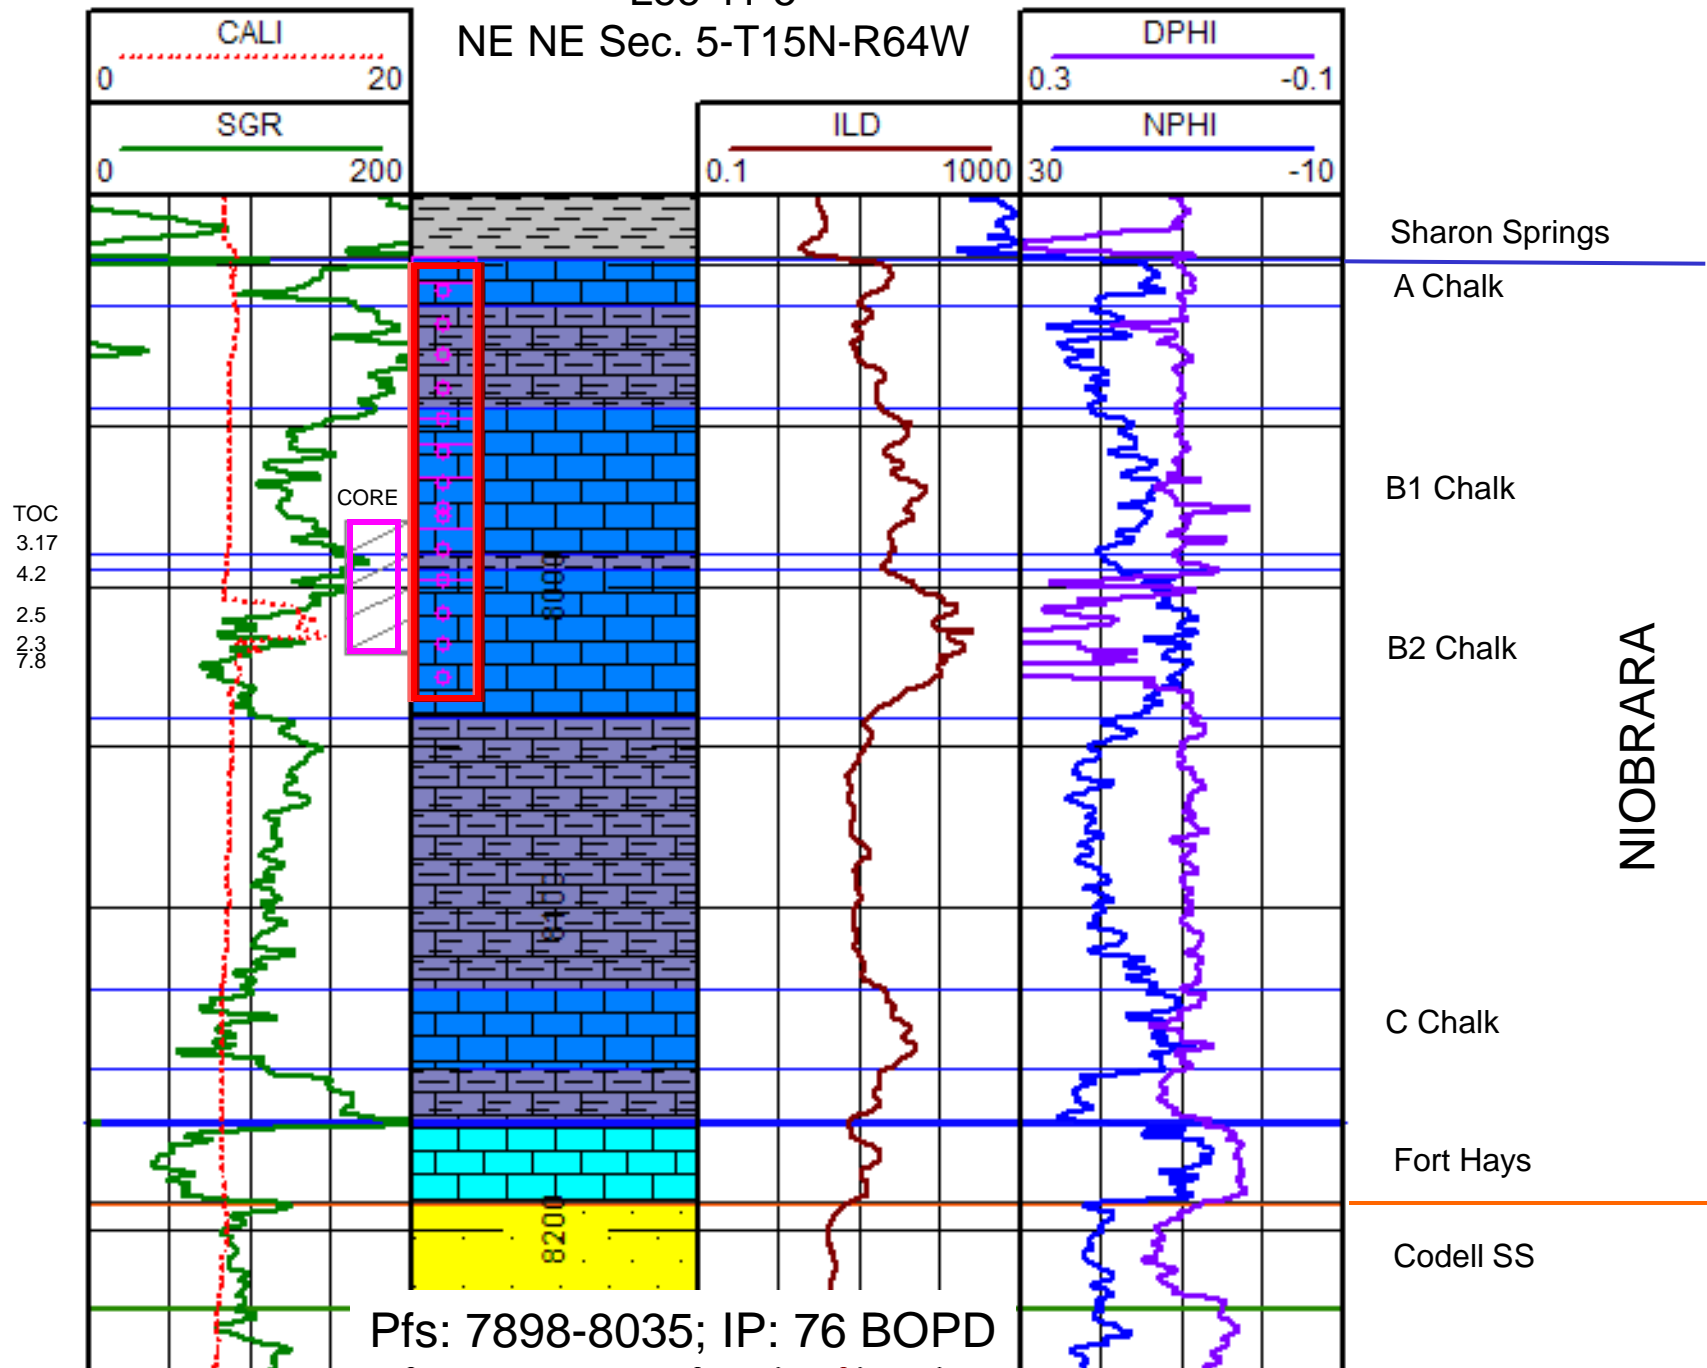 NE NE Sec. 5-T15N-R64W
CALI
0 20
SGR
0 200
ILD
0.1 1000
DPHI
0.3 -0.1
NPHI
30 -10
Sharon Springs
A Chalk
B1 Chalk
B2 Chalk
C Chalk
Fort Hays
Codell SS
NIOBRARA
TOC
3.17
4.2
2.5
2.3
7.8
CORE
8000
8100
8200
Pfs: 7898-8035; IP: 76 BOPD